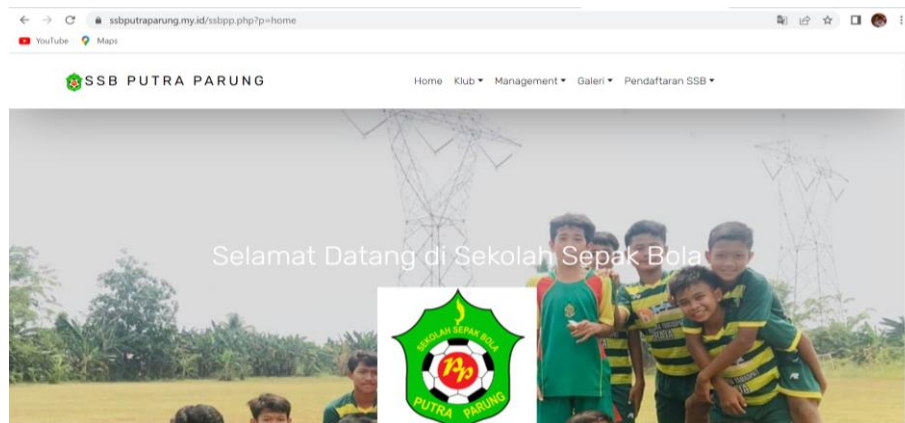 ssbputraparung.my.id/ssbpp.php?p=home
YouTube Maps
SSB PUTRA PARUNG Home Klub Management Galeri Pendaftaran SSB
Selamat Datang di Sekolah Sepak Bola
SEKOLAH SEPAK BOLA
PP
PUTRA PARUNG